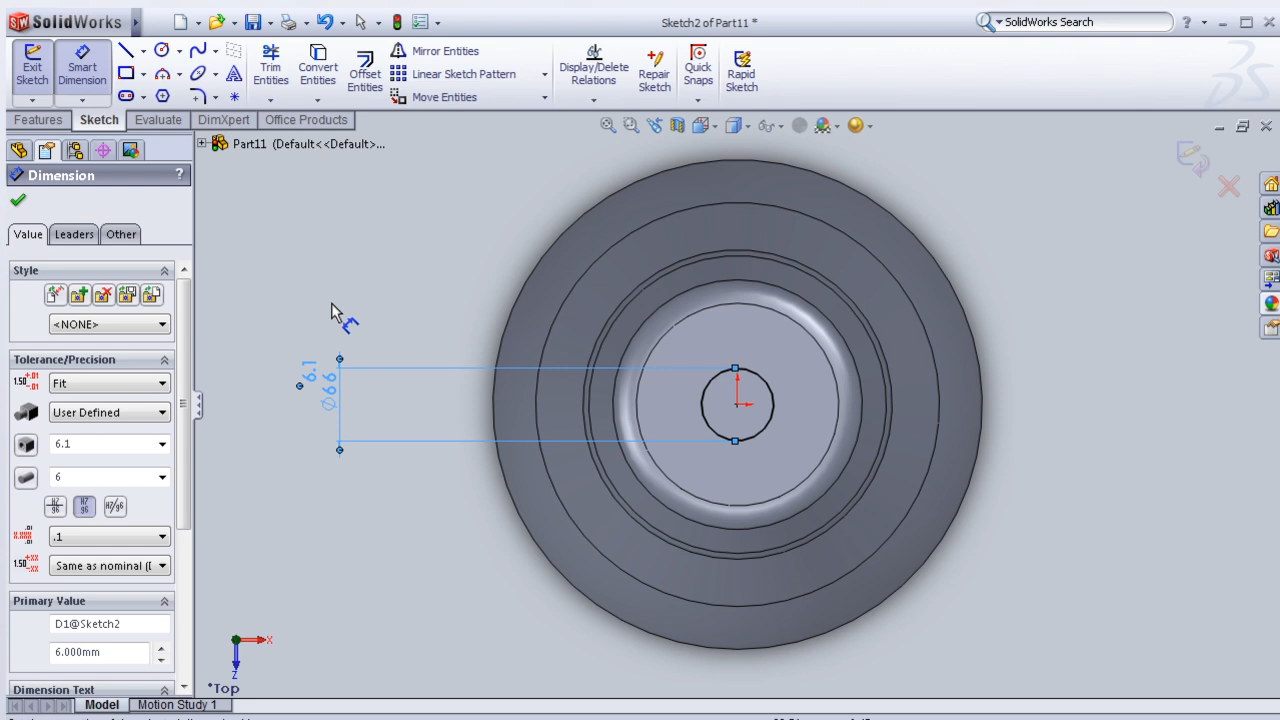 SolidWorks
Sketch2 of Part11 *
SolidWorks Search
?
Exit Sketch
Smart Dimension
Trim Entities
Convert Entities
Offset Entities
Mirror Entities
Linear Sketch Pattern
Move Entities
Display/Delete Relations
Repair Sketch
Quick Snaps
Rapid Sketch
Features
Sketch
Evaluate
DimXpert
Office Products
Part11 (Default<<Default>...
Dimension
?
Value
Leaders
Other
Style
<NONE>
Tolerance/Precision
Fit
User Defined
6.1
6
.1
Same as nominal (D
Primary Value
D1@Sketch2
6.000mm
Dimension Text
6.1
∅66
X
Z
*Top
Model
Motion Study 1